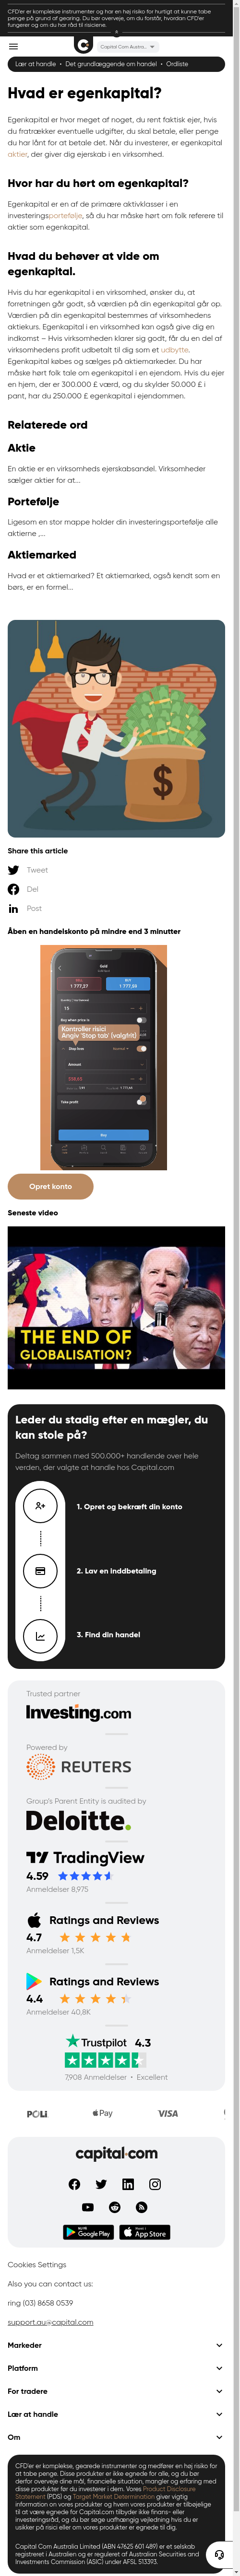 CFD'er er komplekse instrumenter og har en høj risiko for hurtigt at kunne tabe
penge på grund af gearing. Du bør overveje, om du forstår, hvordan CFD'er
fungerer og om du har råd til risiciene.
Capital Com Austra...
Lær at handle • Det grundlæggende om handel • Ordliste
Hvad er egenkapital?
Egenkapital er en af hver meget af noget, du rent faktisk ejer, hvis
du fratrækker eventuelle udgifter, du skal betale, eller den del
du har lånt for at købe det. Når du investerer, er egenkapital
aktier, der giver dig ejerskab i en virksomhed.
Hvor har du hørt om egenkapital?
Egenkapital er en af de primære aktivklasser i en
investeringsportefølje, så du har måske hørt om folk referere til
aktier som egenkapital.
Hvad du behøver at vide om
egenkapital.
Hvis du har egenkapital i en virksomhed, ønsker du, at
forretningen går godt, så værdien på din egenkapital går op.
Værdien på din egenkapital bestemmes af virksomhedens
aktiekurs. Egenkapital i en virksomhed kan også give dig en
indkomst – Hvis virksomheden klarer sig godt, får du en del af
virksomhedens profit udbetalt til dig som et udbytte.
Egenkapital købes og sælges på aktiemarkeder. Du har
måske hørt folk tale om egenkapital i en ejendom. Hvis du ejer
en hjem, der er 300.000 £ værd, og du skylder 50.000 £ i
pant, har du 250.000 £ egenkapital i ejendommen.
Relaterede ord
Aktie
En aktie er en virksomheds ejerskabsandel. Virksomheder
sælger aktier for at...
Portefølje
Ligesom en stor mappe holder din investeringsportefølje alle
aktierne ,...
Aktiemarked
Hvad er et aktiemarked? Et aktiemarked, også kendt som en
børs, er en formel...
$
Share this article
Tweet
Del
Post
Åben en handelskonto på mindre end 3 minutter
Gold
1 777,27
1 777,59
15
Buy when price is
Kontroller risici
Angiv 'Stop tab' (valgfrit)
Stop loss
Amount
Take profit
Buy
Opret konto
Seneste video
THE END OF
GLOBALISATION?
Leder du stadig efter en mægler, du
kan stole på?
Deltag sammen med 500.000+ handlende over hele
verden, der valgte at handle hos Capital.com
1. Opret og bekræft din konto
2. Lav en inddbetaling
3. Find din handel
Trusted partner
Investing.com
Powered by
REUTERS
Group's Parent Entity is audited by
Deloitte.
TradingView
4.59
Anmeldelser 8,975
Ratings and Reviews
4.7
Anmeldelser 1,5K
Ratings and Reviews
4.4
Anmeldelser 40,8K
Trustpilot 4.3
7,908 Anmeldelser • Excellent
POLi
Pay
VISA
capital.com
Google Play
App Store
Cookies Settings
Also you can contact us:
ring (03) 8658 0539
support.au@capital.com
Markeder
Platform
For tradere
Lær at handle
Om
CFD'er er komplekse, gearede instrumenter og medfører en høj risiko for
at tabe penge. Disse produkter er ikke egnede for alle, og du bør
derfor overveje dine mål, finansielle situation, mangler og erfaring med
disse produkter før du investerer i dem. Vores Product Disclosure
Statement (PDS) og Target Market Determination giver vigtig
information om vores produkter og hvem vores produkter er tilbøjelige
til at være egnede for Capital.com tilbyder ikke finans- eller
investeringsrådgivning, og du bør søge uafhængig vejledning hvis du er
usikker på risici eller om vores produkter er egnede til dig.
Capital Com Australia Limited (ABN 47625 601 489) er et selskab
registreret i Australien og er reguleret af Australian Securities and
Investments Commission (ASIC) under AFSL 513393.